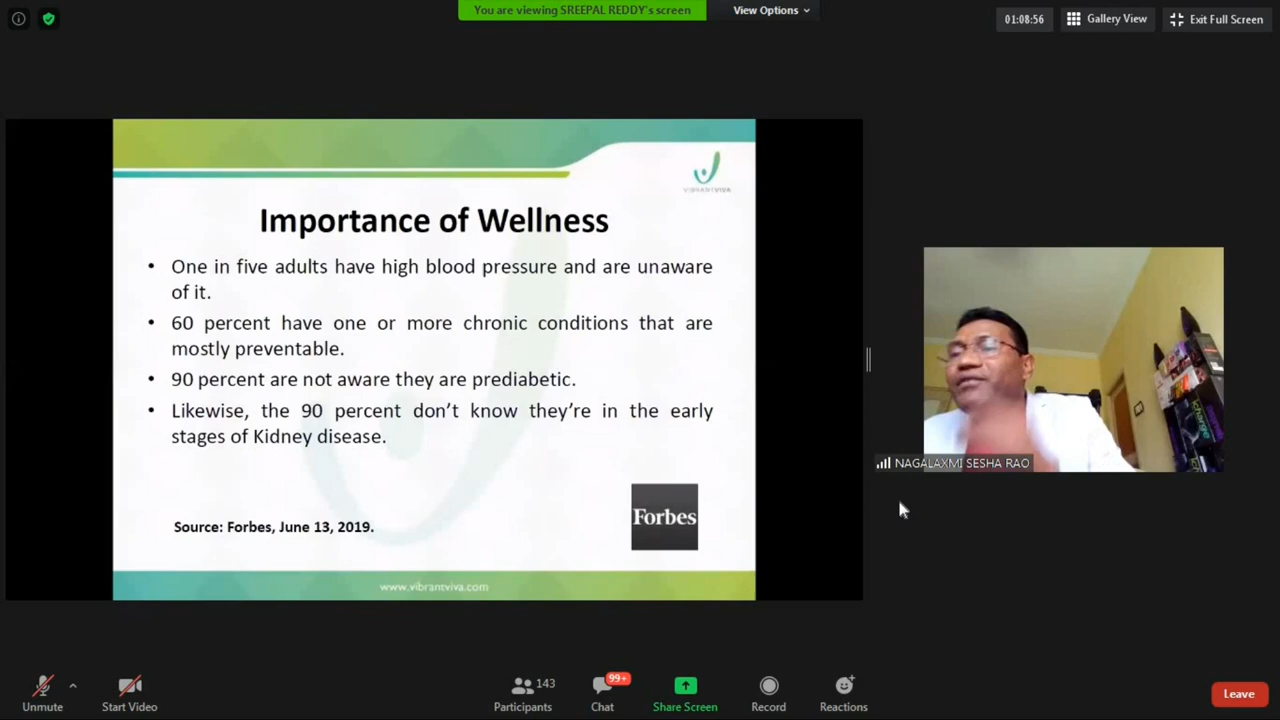 You are viewing SREEPAL REDDY's screen
View Options
01:08:56
Gallery View
Exit Full Screen
VIBRANTVIVA
Importance of Wellness
• One in five adults have high blood pressure and are unaware
of it.
• 60 percent have one or more chronic conditions that are
mostly preventable.
• 90 percent are not aware they are prediabetic.
• Likewise, the 90 percent don't know they're in the early
stages of Kidney disease.
Source: Forbes, June 13, 2019.
Forbes
www.vibrantviva.com
NAGALAXMI SESHA RAO
Unmute
Start Video
143
Participants
99+
Chat
Share Screen
Record
Reactions
Leave